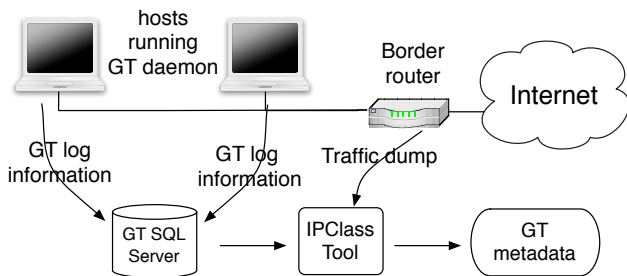 hosts
running
GT daemon
Border
router
Internet
GT log
information
GT log
information
Traffic dump
GT SQL
Server
IPClass
Tool
GT
metadata